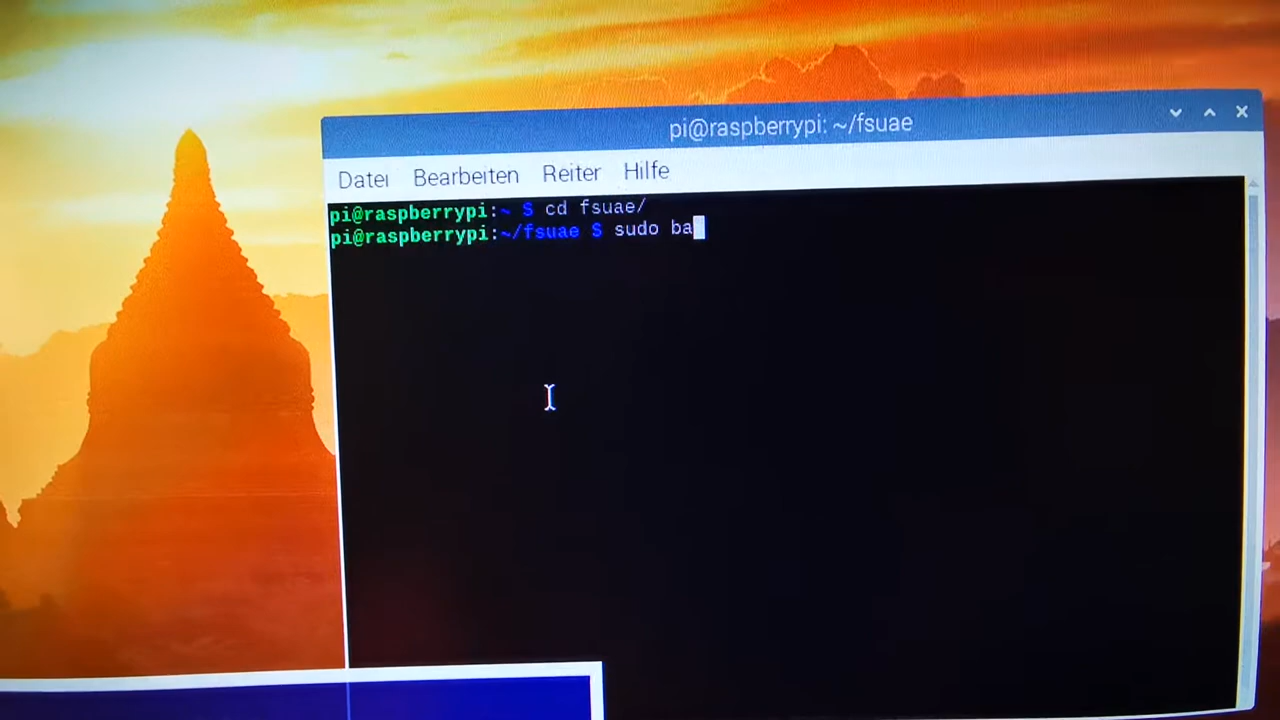 pi@raspberrypi: ~/fsuae
Datei Bearbeiten Reiter Hilfe
pi@raspberrypi:~ $ cd fsuae/
pi@raspberrypi:~/fsuae $ sudo ba